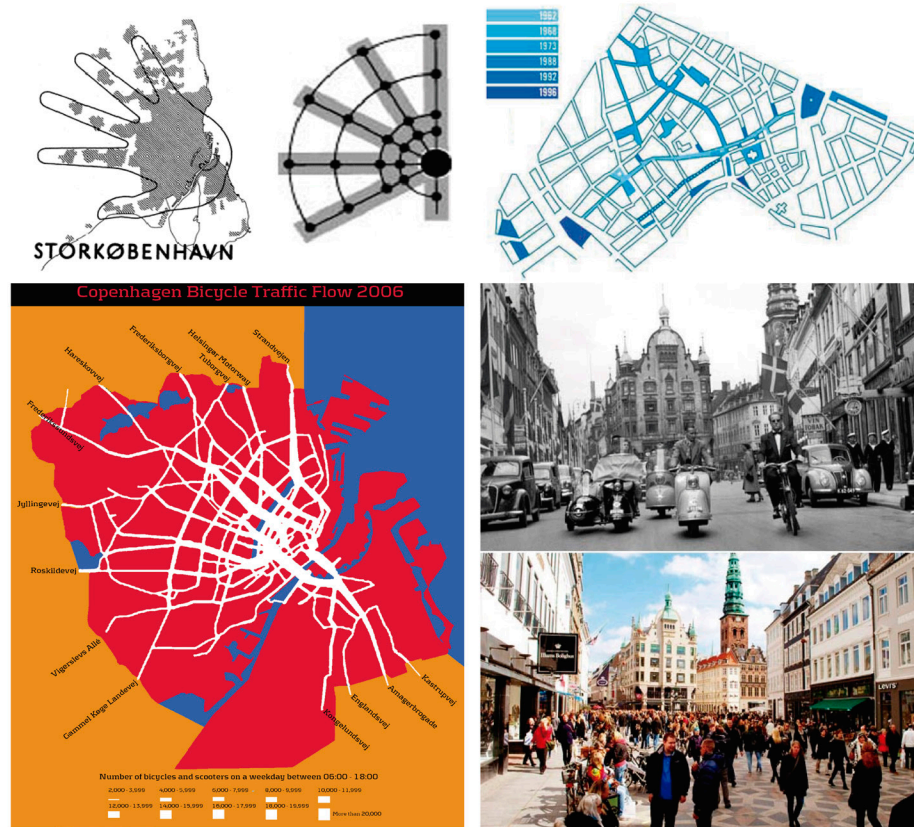 STORKØBENHAVN
1962
1968
1973
1988
1992
1996
Copenhagen Bicycle Traffic Flow 2006
Strandvejen
Helsingør Motorway
Tuborgvej
Frederiksborgvej
Hareskovvej
Frederikssundsvej
Jyllingevej
Roskildevej
Vigerslevs Allé
Gammel Køge Landevej
Kongelundsvej
Englandsvej
Amagerbrogade
Kastrupvej
Number of bicycles and scooters on a weekday between 06:00 - 18:00
2,000 - 3,999 4,000 - 5,999 6,000 - 7,999 8,000 - 9,999 10,000 - 11,999
12,000 - 13,999 14,000 - 15,999 16,000 - 17,999 18,000 - 19,999 More than 20,000
LEVI'S